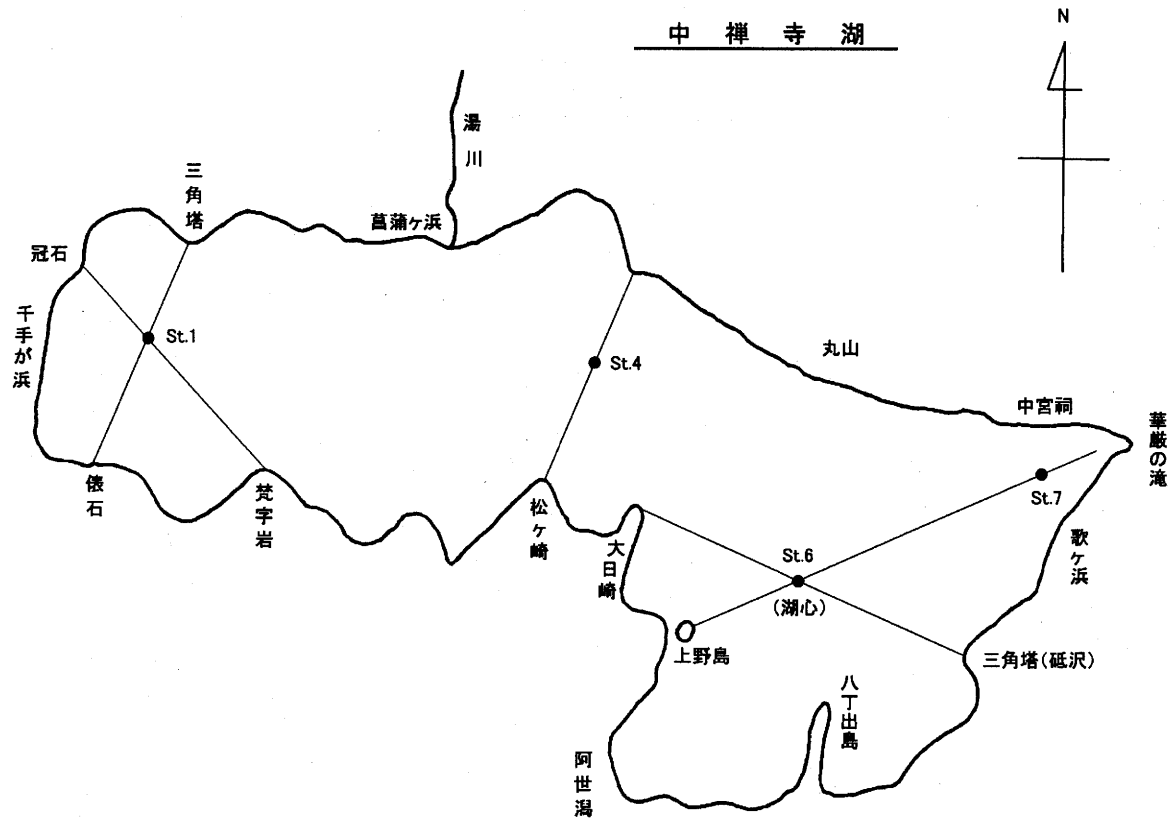 中禅寺湖
N
湯川
三角塔
菖蒲ヶ浜
冠石
千手が浜
St.1
St.4
丸山
中宮祠
華厳の滝
俵石
梵字岩
松ヶ崎
大日崎
St.7
歌ヶ浜
St.6
(湖心)
上野島
三角塔(砥沢)
八丁出島
阿世潟